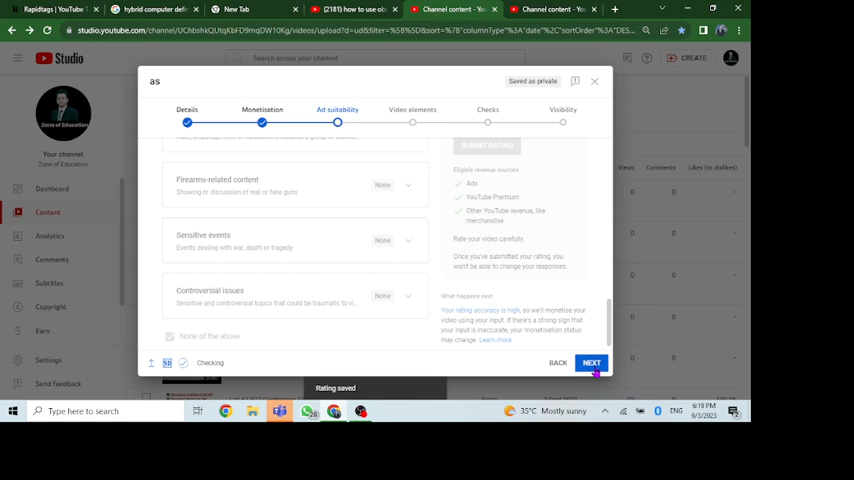 Rapidtags | YouTube
hybrid computer defin
New Tab
(2181) how to use obs
Channel content - You
Channel content - You
studio.youtube.com/channel/UChbshkQUtqKbFD9mqDW10Kg/videos/upload?d=ud&filter=%5B%5D&sort=%7B"columnType"%3A"date"%2C"sortOrder"%3A"DES...
Studio
Search across your channel
CREATE
as
Saved as private
Details
Monetisation
Ad suitability
Video elements
Checks
Visibility
Zone of Education
Your channel
Zone of Education
Dashboard
Content
Analytics
Comments
Subtitles
Copyright
Earn
Settings
Send feedback
Views
Comments
Likes (vs dislikes)
Firearms-related content
Showing or discussion of real or fake guns
None
Sensitive events
Events dealing with war, death or tragedy
None
Controversial issues
Sensitive and controversial topics that could be traumatic to vi...
None
None of the above
SUBMIT RATING
Eligible revenue sources
Ads
YouTube Premium
Other YouTube revenue, like
merchandise
Rate your video carefully.
Once you've submitted your rating, you
won't be able to change your responses.
What happens next
Your rating accuracy is high, so we'll monetise your
video using your input. If there's a strong sign that
your input is inaccurate, your monetisation status
may change. Learn more
SD
Checking
BACK
NEXT
Rating saved
Type here to search
28
35°C Mostly sunny
ENG
6:19 PM
9/3/2023
2